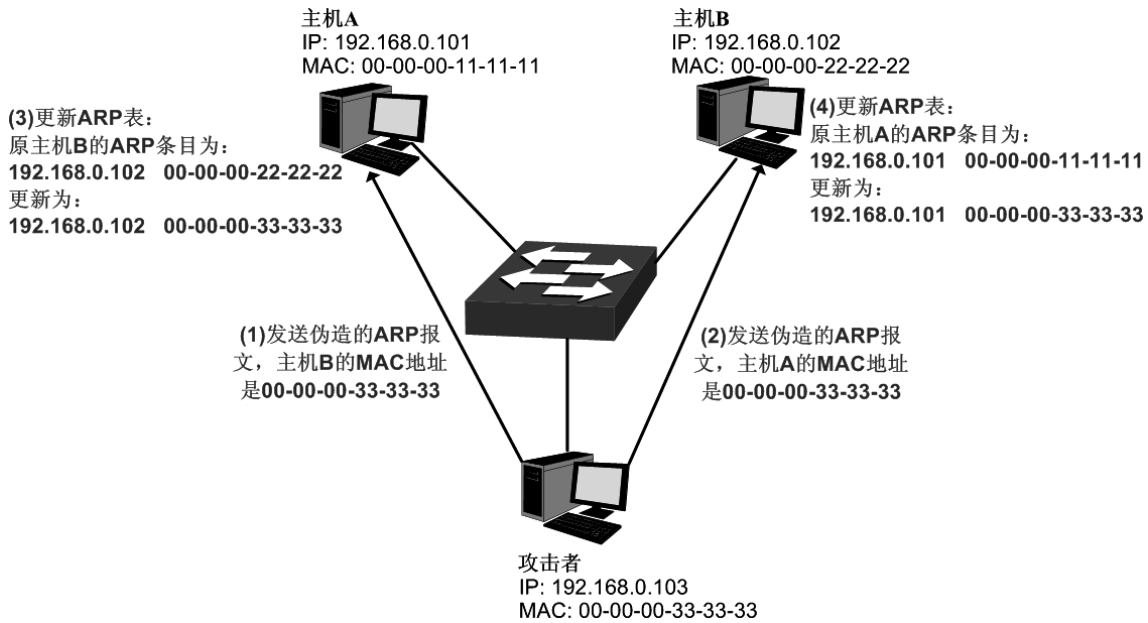 主机A
IP: 192.168.0.101
MAC: 00-00-00-11-11-11
主机B
IP: 192.168.0.102
MAC: 00-00-00-22-22-22
(3)更新ARP表：
原主机B的ARP条目为：
192.168.0.102 00-00-00-22-22-22
更新为：
192.168.0.102 00-00-00-33-33-33
(4)更新ARP表：
原主机A的ARP条目为：
192.168.0.101 00-00-00-11-11-11
更新为：
192.168.0.101 00-00-00-33-33-33
(1)发送伪造的ARP报
文，主机B的MAC地址
是00-00-00-33-33-33
(2)发送伪造的ARP报
文，主机A的MAC地址
是00-00-00-33-33-33
攻击者
IP: 192.168.0.103
MAC: 00-00-00-33-33-33